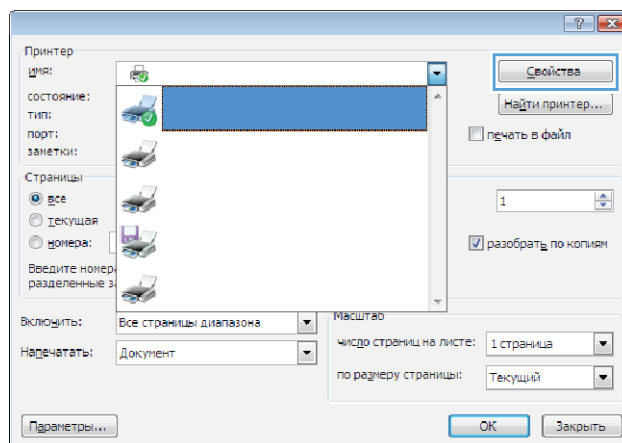 Принтер
имя:
Свойства
состояние:
Найти принтер...
тип:
порт:
печать в файл
заметки:
Страницы
все
1
текущая
номера:
разобрать по копиям
Введите номер
разделенные з
Включить:
Все страницы диапазона
Масштаб
число страниц на листе:
1 страница
Напечатать:
Документ
по размеру страницы:
Текущий
Параметры...
ОК
Закрыть